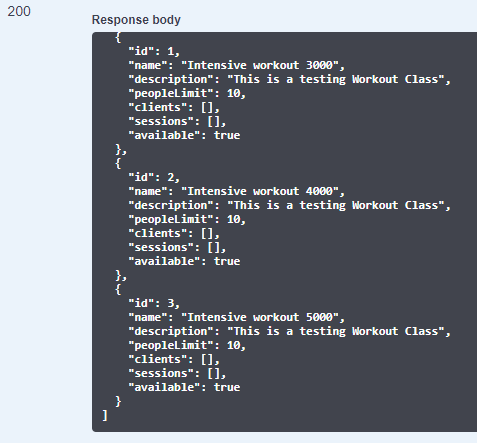 200
Response body
{
"id": 1,
"name": "Intensive workout 3000",
"description": "This is a testing Workout Class",
"peopleLimit": 10,
"clients": [],
"sessions": [],
"available": true
},
{
"id": 2,
"name": "Intensive workout 4000",
"description": "This is a testing Workout Class",
"peopleLimit": 10,
"clients": [],
"sessions": [],
"available": true
},
{
"id": 3,
"name": "Intensive workout 5000",
"description": "This is a testing Workout Class",
"peopleLimit": 10,
"clients": [],
"sessions": [],
"available": true
}
]